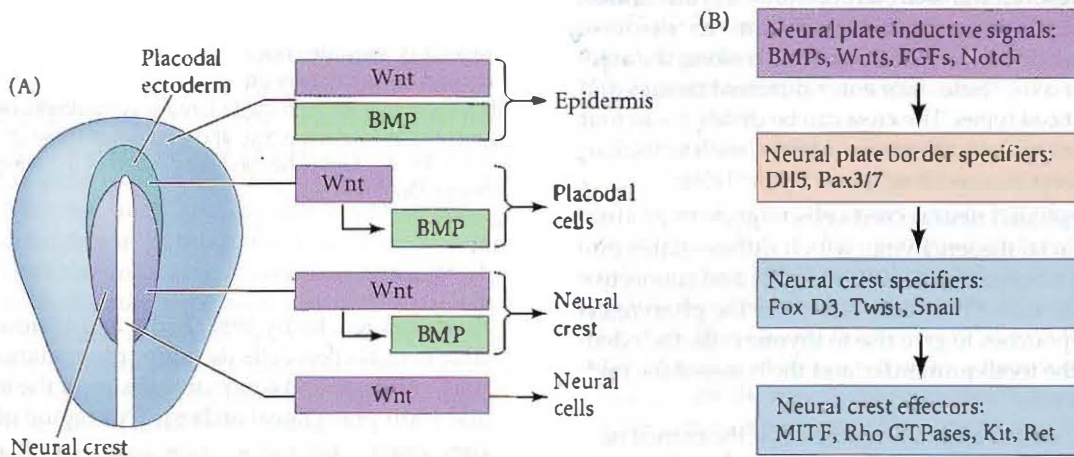 (A)
Placodal
ectoderm
Wnt
BMP
Epidermis
Wnt
BMP
Placodal
cells
Wnt
BMP
Neural
crest
Wnt
Neural
cells
Neural crest
(B)
Neural plate inductive signals:
BMPs, Wnts, FGFs, Notch
Neural plate border specifiers:
Dll5, Pax3/7
Neural crest specifiers:
Fox D3, Twist, Snail
Neural crest effectors:
MITF, Rho GTPases, Kit, Ret